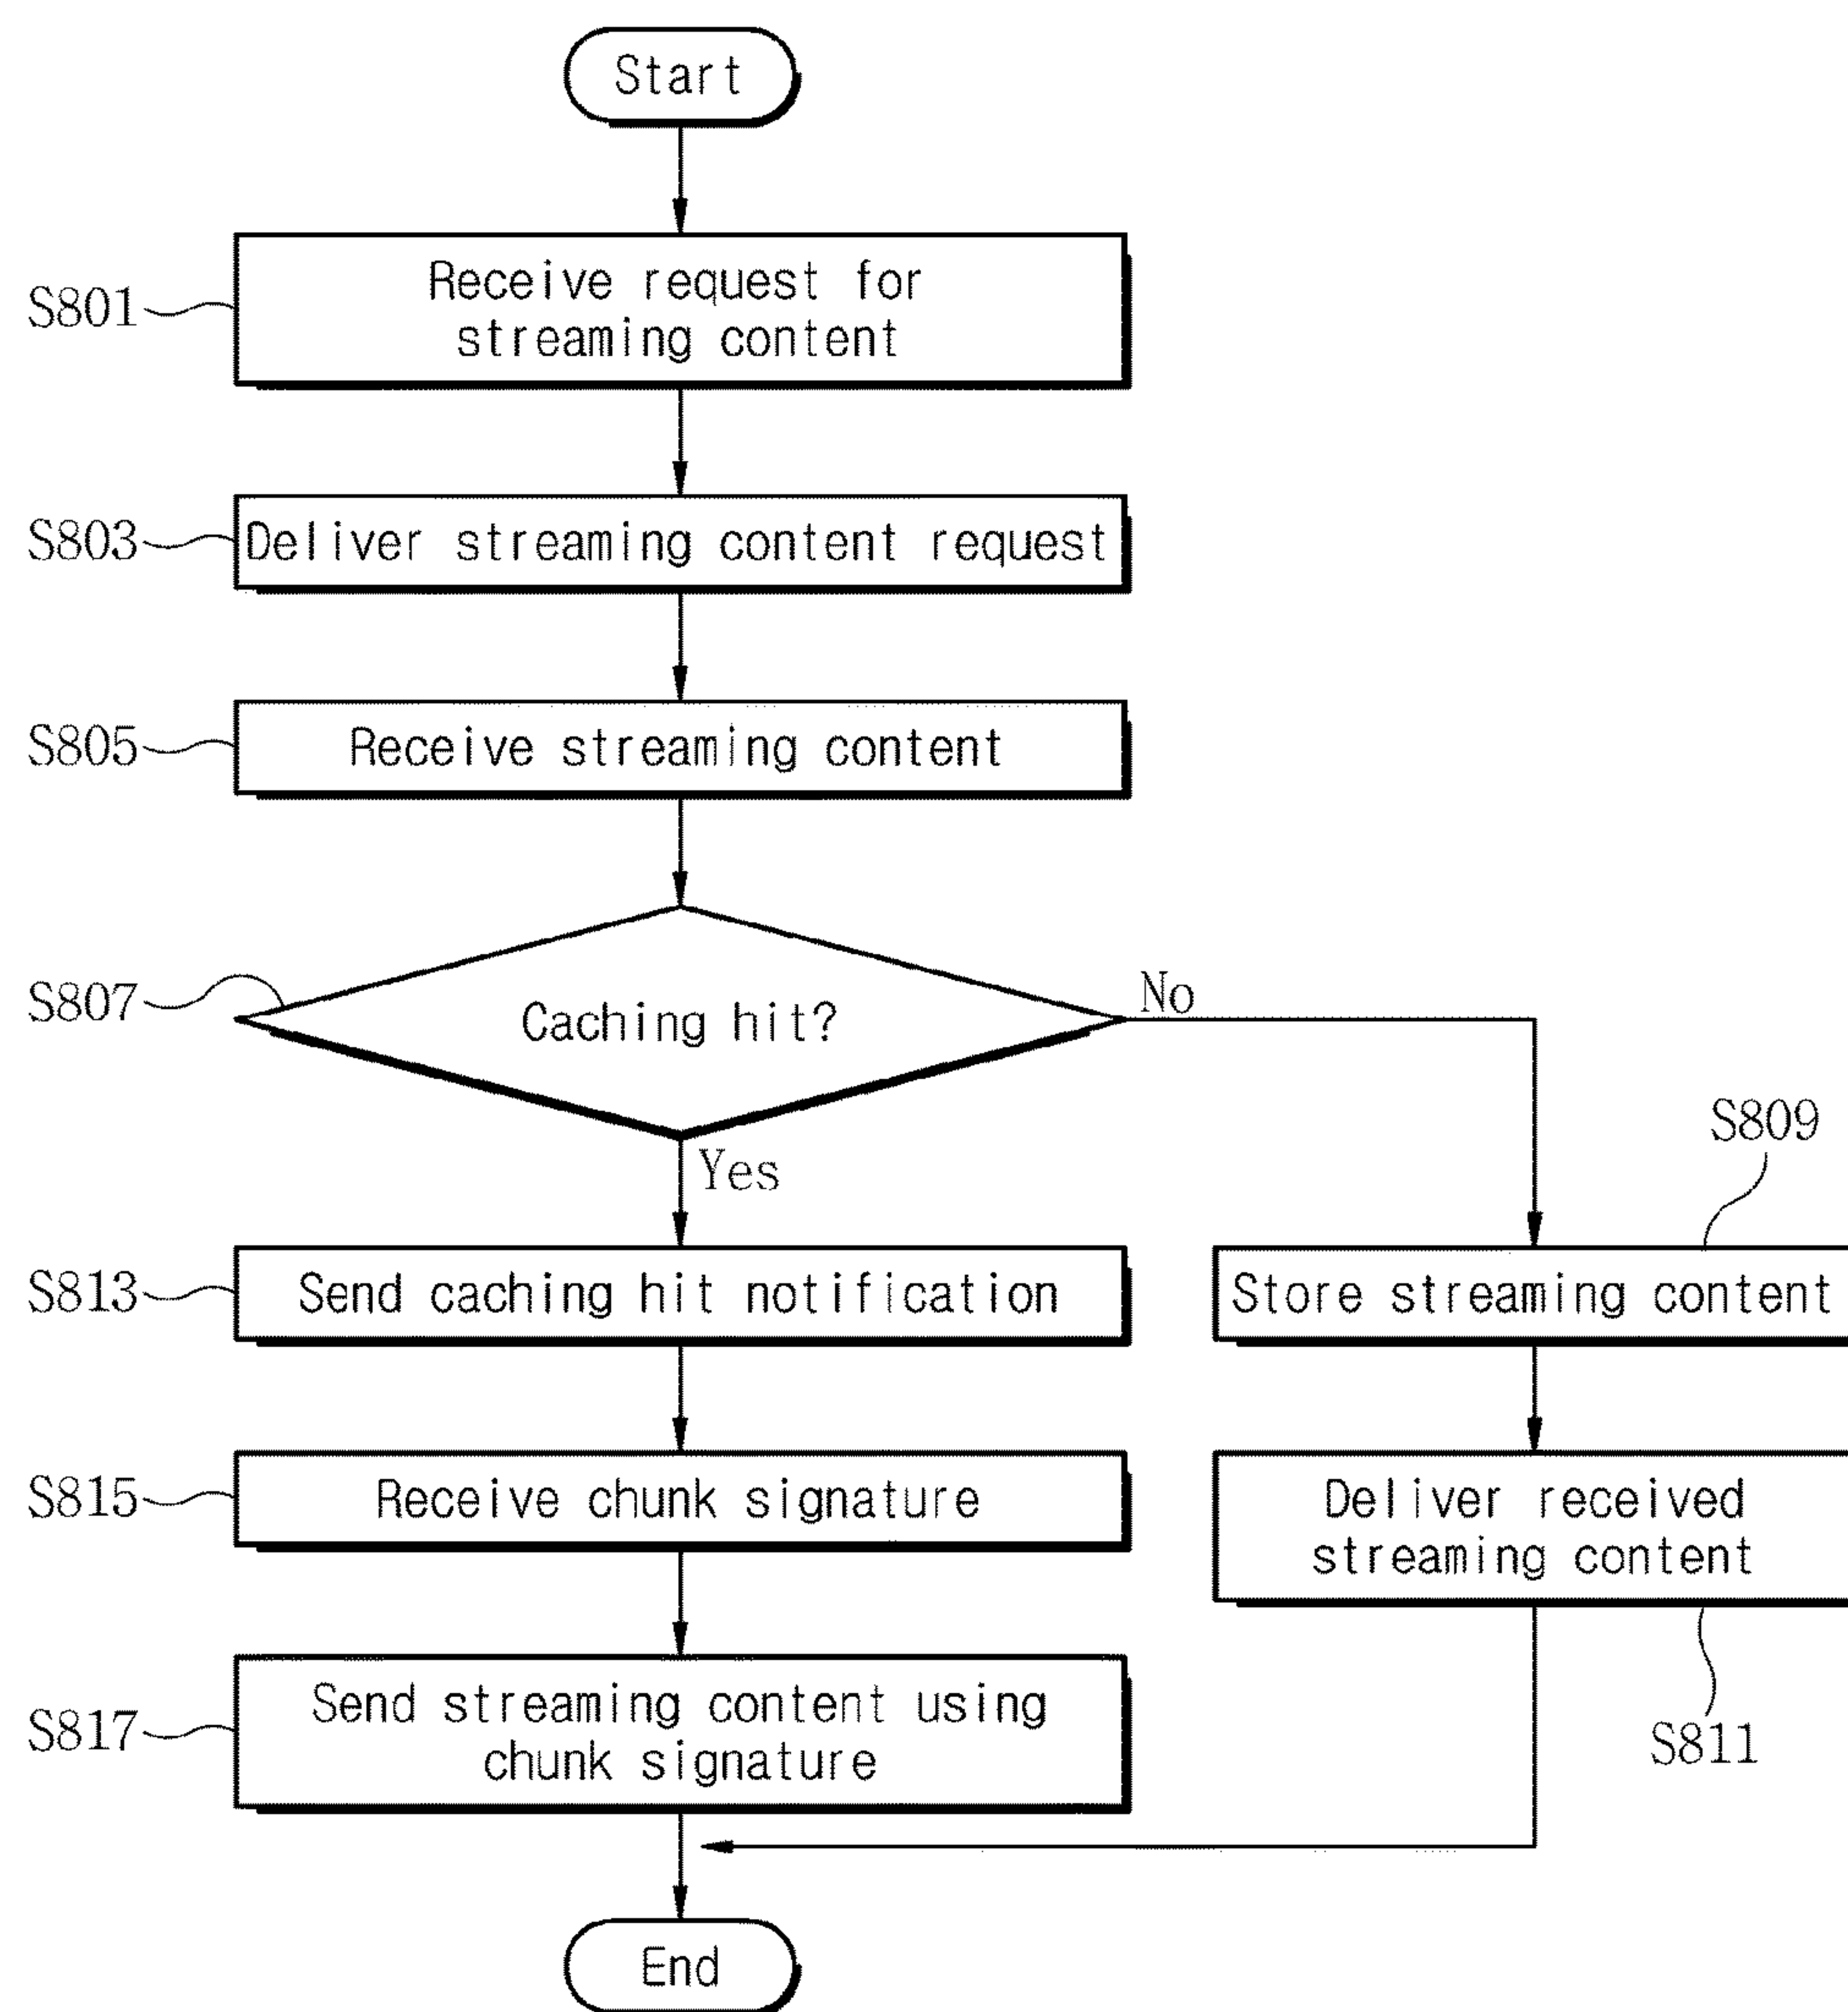 Start
S801
Receive request for
streaming content
S803
Deliver streaming content request
S805
Receive streaming content
S807
Caching hit?
No
Yes
S809
S813
Send caching hit notification
Store streaming content
S815
Receive chunk signature
Deliver received
streaming content
S817
Send streaming content using
chunk signature
S811
End